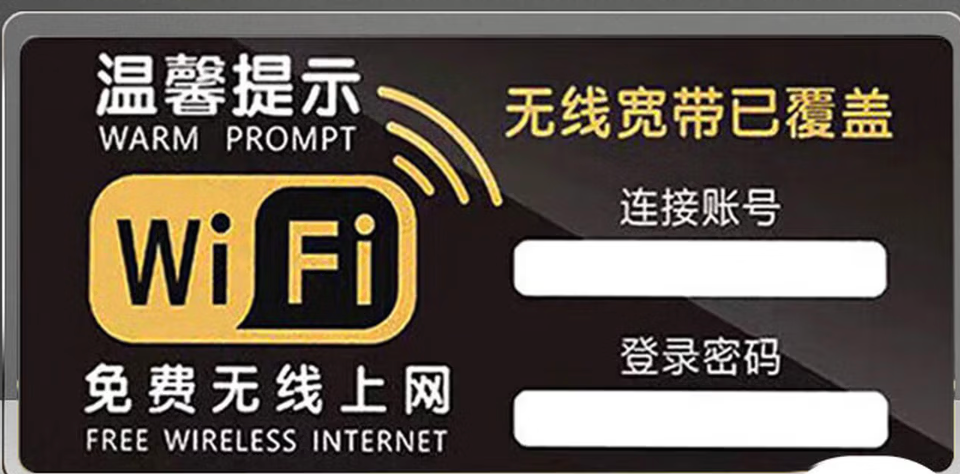 温馨提示
WARM PROMPT
WiFi
免费无线上网
FREE WIRELESS INTERNET
无线宽带已覆盖
连接账号
登录密码